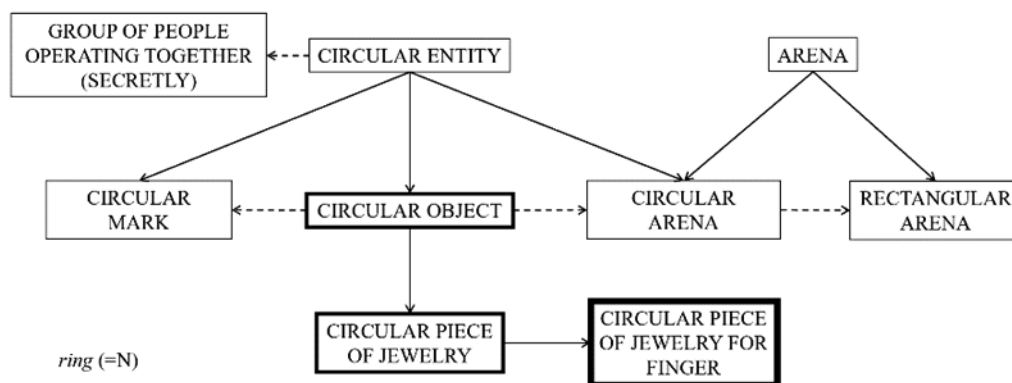 GROUP OF PEOPLE
OPERATING TOGETHER
(SECRETLY)
CIRCULAR ENTITY
ARENA
CIRCULAR
MARK
CIRCULAR OBJECT
CIRCULAR
ARENA
RECTANGULAR
ARENA
CIRCULAR PIECE
OF JEWELRY
CIRCULAR PIECE
OF JEWELRY FOR
FINGER
ring (=N)